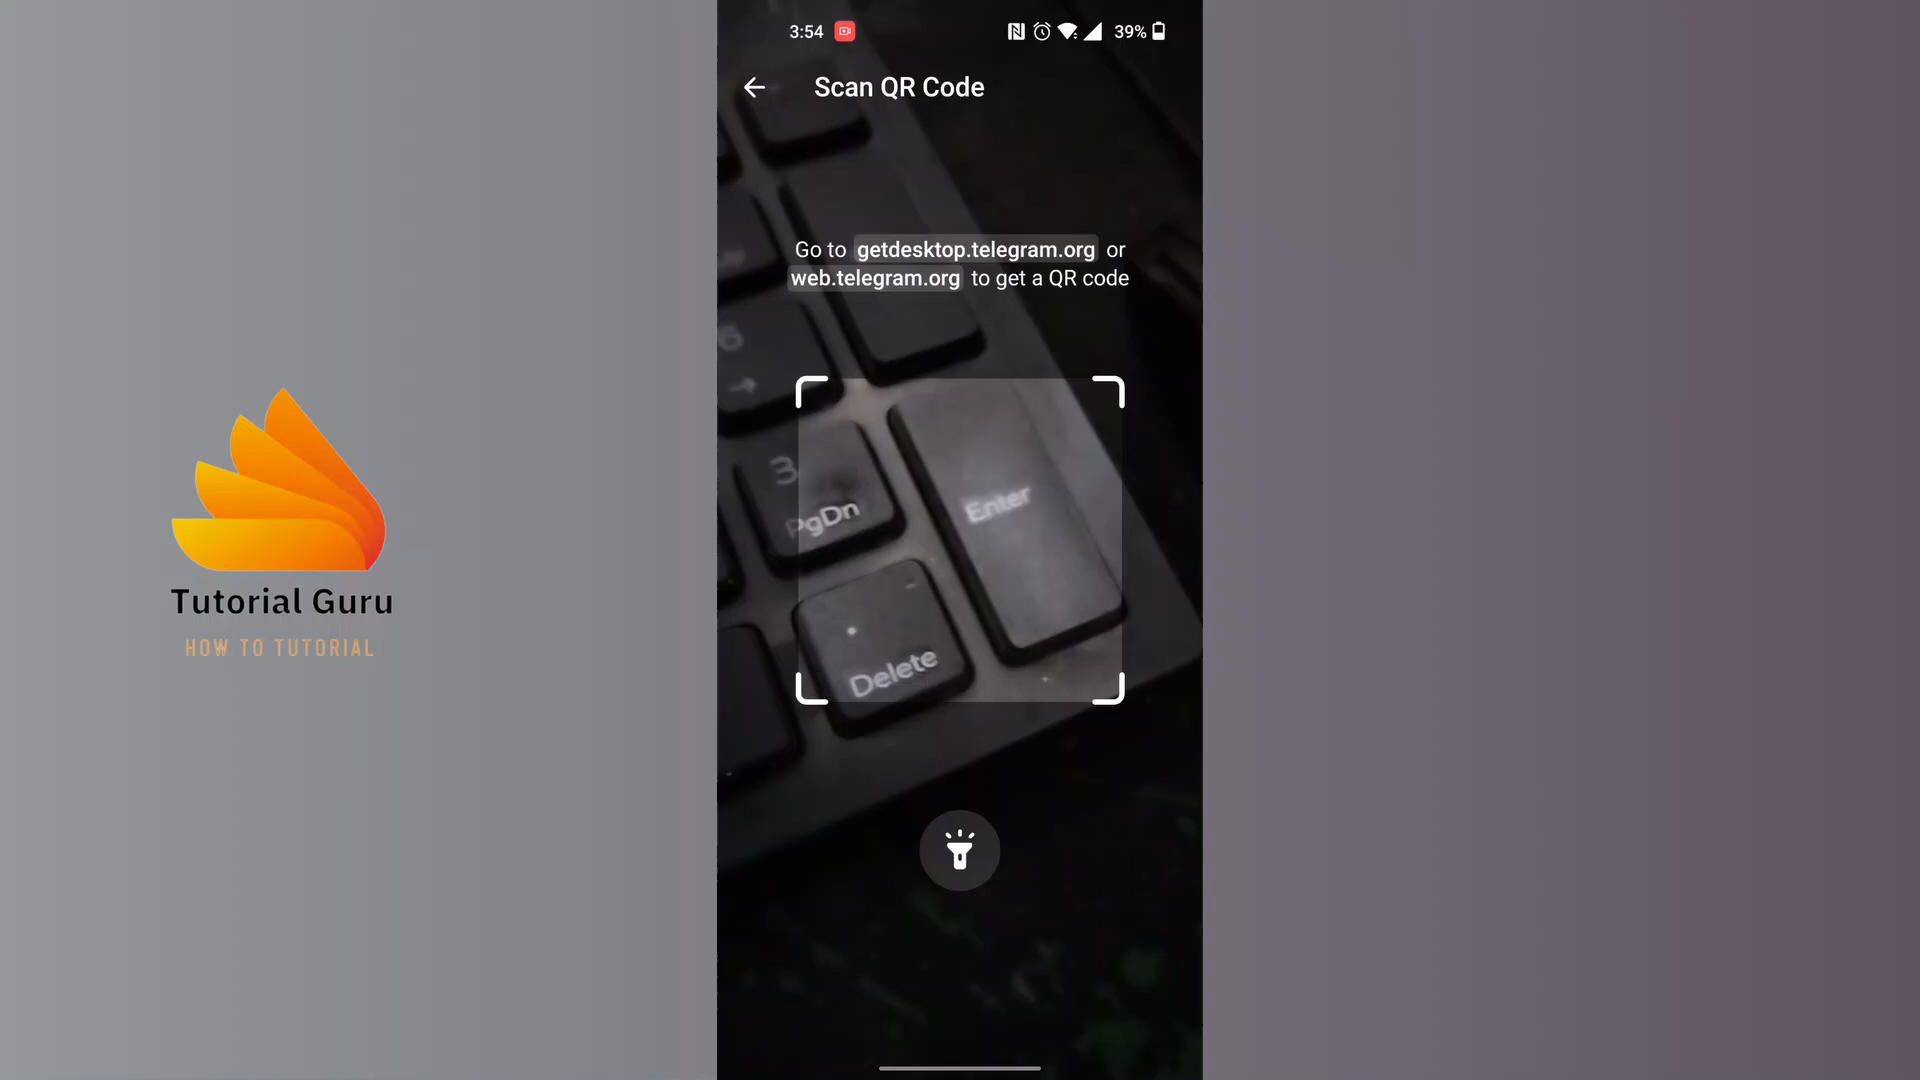 3:54
39%
Scan QR Code
Go to getdesktop.telegram.org or
web.telegram.org to get a QR code
6
3
PgDn
Enter
Delete
Tutorial Guru
HOW TO TUTORIAL